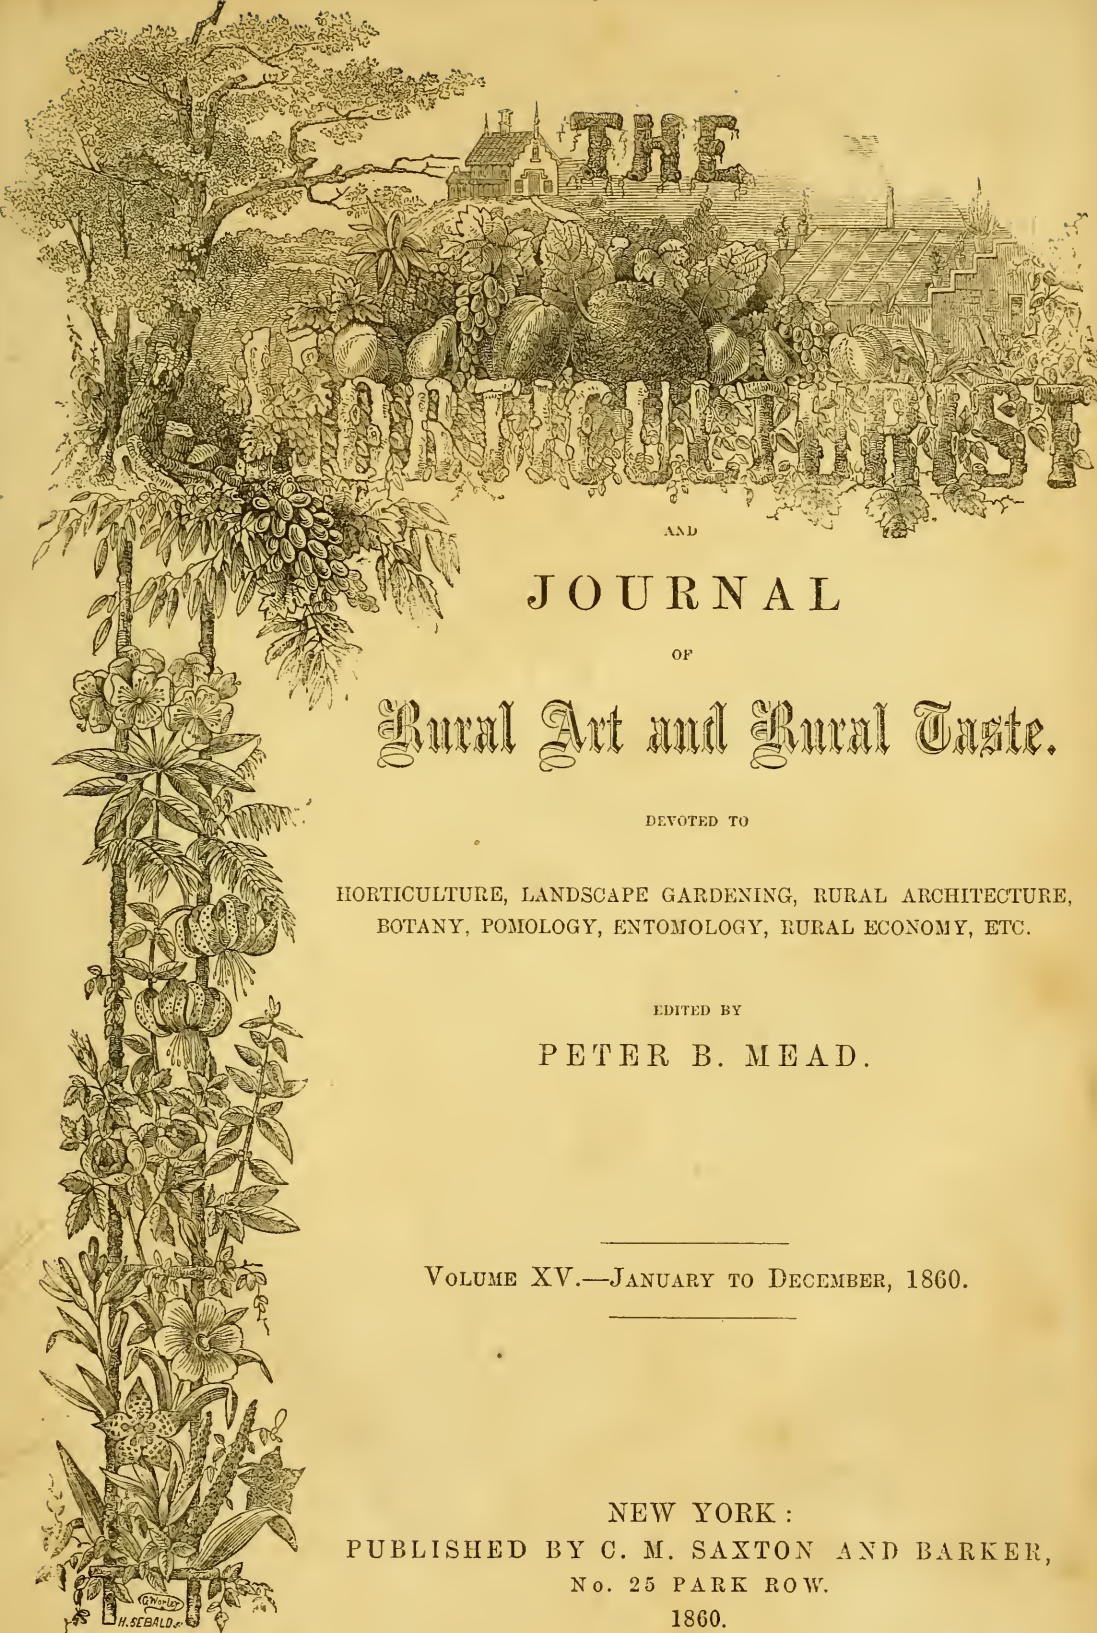 THE
HORTICULTURIST
AND
JOURNAL
OF
Rural Art and Rural Taste.
DEVOTED TO
HORTICULTURE, LANDSCAPE GARDENING, RURAL ARCHITECTURE,
BOTANY, POMOLOGY, ENTOMOLOGY, RURAL ECONOMY, ETC.
EDITED BY
PETER B. MEAD.
VOLUME XV.—JANUARY TO DECEMBER, 1860.
NEW YORK:
PUBLISHED BY C. M. SAXTON AND BARKER,
No. 25 PARK ROW.
1860.
H. SEBALD